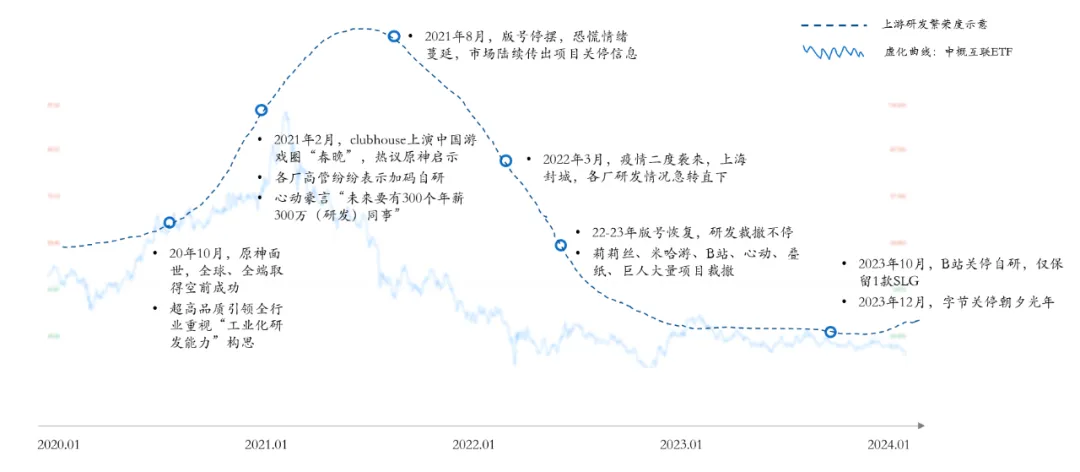 上游研发繁荣度示意
虚化曲线：中概互联ETF
• 2021年8月，版号停摆，恐慌情绪
蔓延，市场陆续传出项目关停信息
• 2021年2月，clubhouse上演中国游
戏圈“春晚”，热议原神启示
• 各厂高管纷纷表示加码自研
• 心动豪言“未来要有300个年薪
300万（研发）同事”
• 2022年3月，疫情二度袭来，上海
封城，各厂研发情况急转直下
• 20年10月，原神面
世，全球、全端取
得空前成功
• 超高品质引领全行
业重视“工业化研
发能力”构思
• 22-23年版号恢复，研发裁撤不停
• 莉莉丝、米哈游、B站、心动、叠
纸、巨人大量项目裁撤
• 2023年10月，B站关停自研，仅保
留1款SLG
• 2023年12月，字节关停朝夕光年
2020.01
2021.01
2022.01
2023.01
2024.01